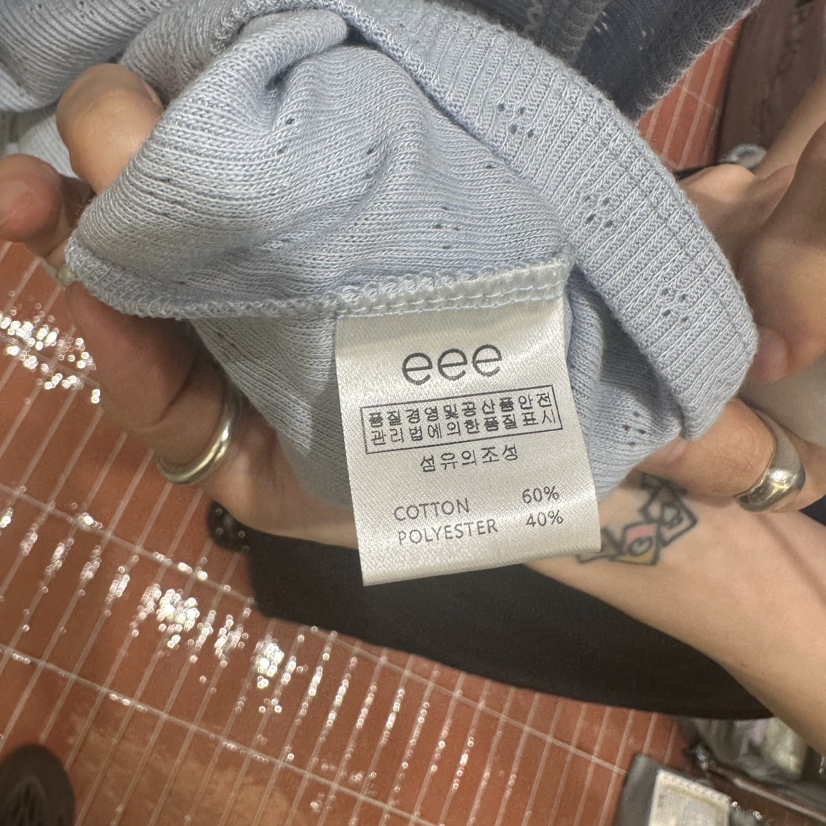 eee
품질경영및공산품안전
관리법에의한품질표시
섬유의조성
COTTON 60%
POLYESTER 40%